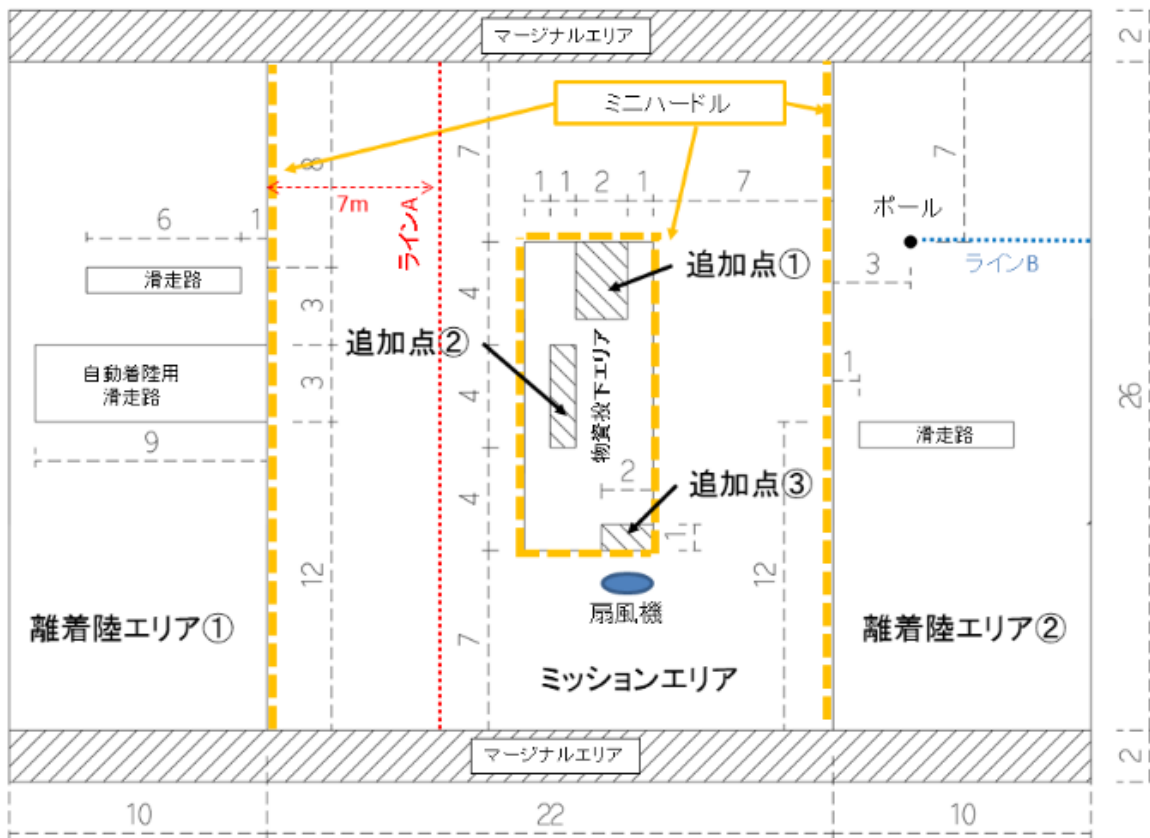 マージナルエリア
2
ミニハードル
8
7
7
1 1 2 1
7
7m
ラインA
ポール
6
1
追加点①
ラインB
3
滑走路
3
4
追加点②
物資投下エリア
1
自動着陸用
滑走路
3
4
26
9
滑走路
2
追加点③
4
1
12
12
扇風機
離着陸エリア①
離着陸エリア②
7
ミッションエリア
マージナルエリア
2
10
22
10